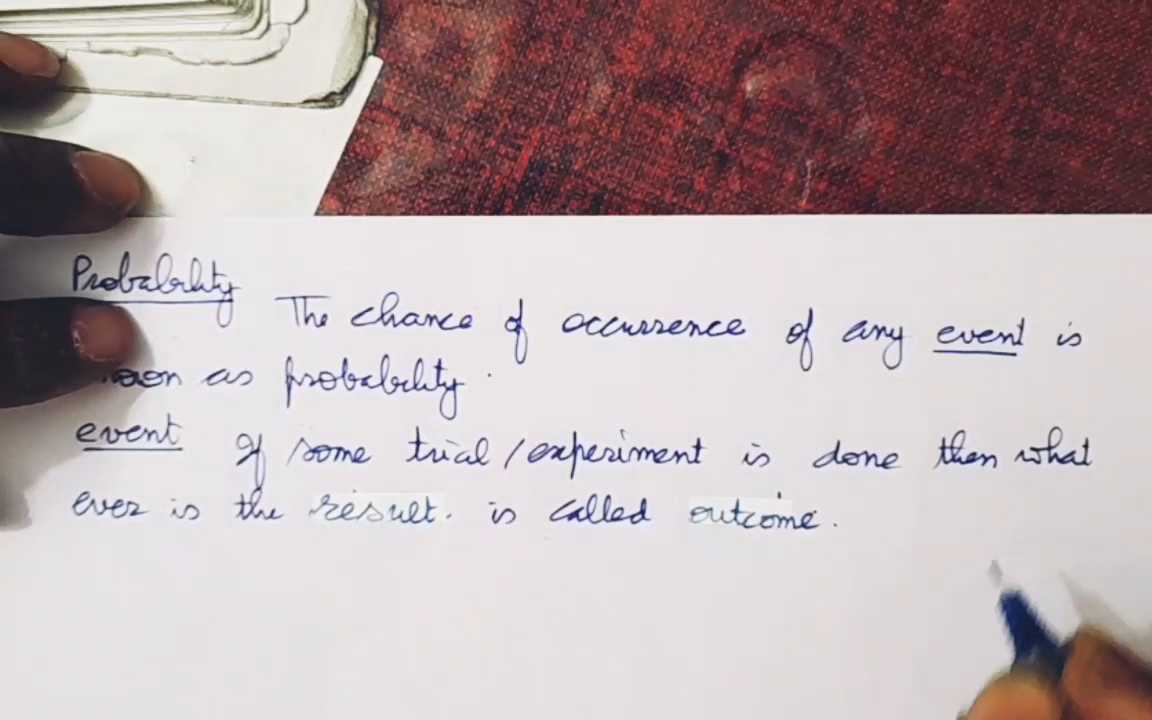 Probability The chance of occurrence of any event is
as probability.
event If some trial/experiment is done then what
ever is the result. is called outcome.